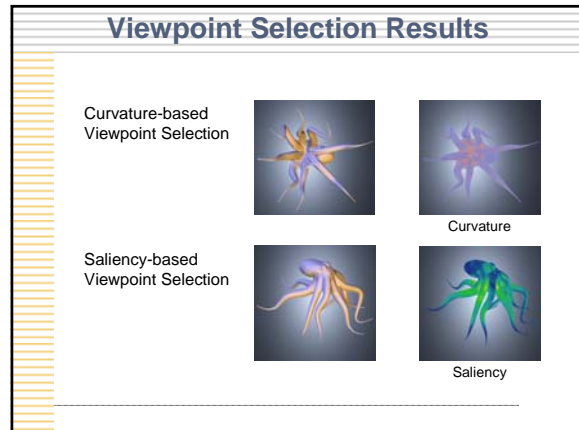 Viewpoint Selection Results
Curvature-based
Viewpoint Selection
Curvature
Saliency-based
Viewpoint Selection
Saliency